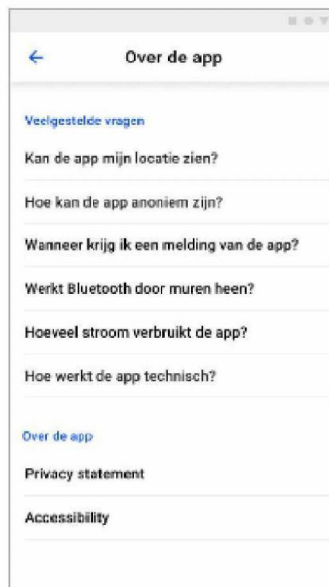 Over de app
Veelgestelde vragen
Kan de app mijn locatie zien?
Hoe kan de app anoniem zijn?
Wanneer krijg ik een melding van de app?
Werkt Bluetooth door muren heen?
Hoeveel stroom verbruikt de app?
Hoe werkt de app technisch?
Over de app
Privacy statement
Accessibility